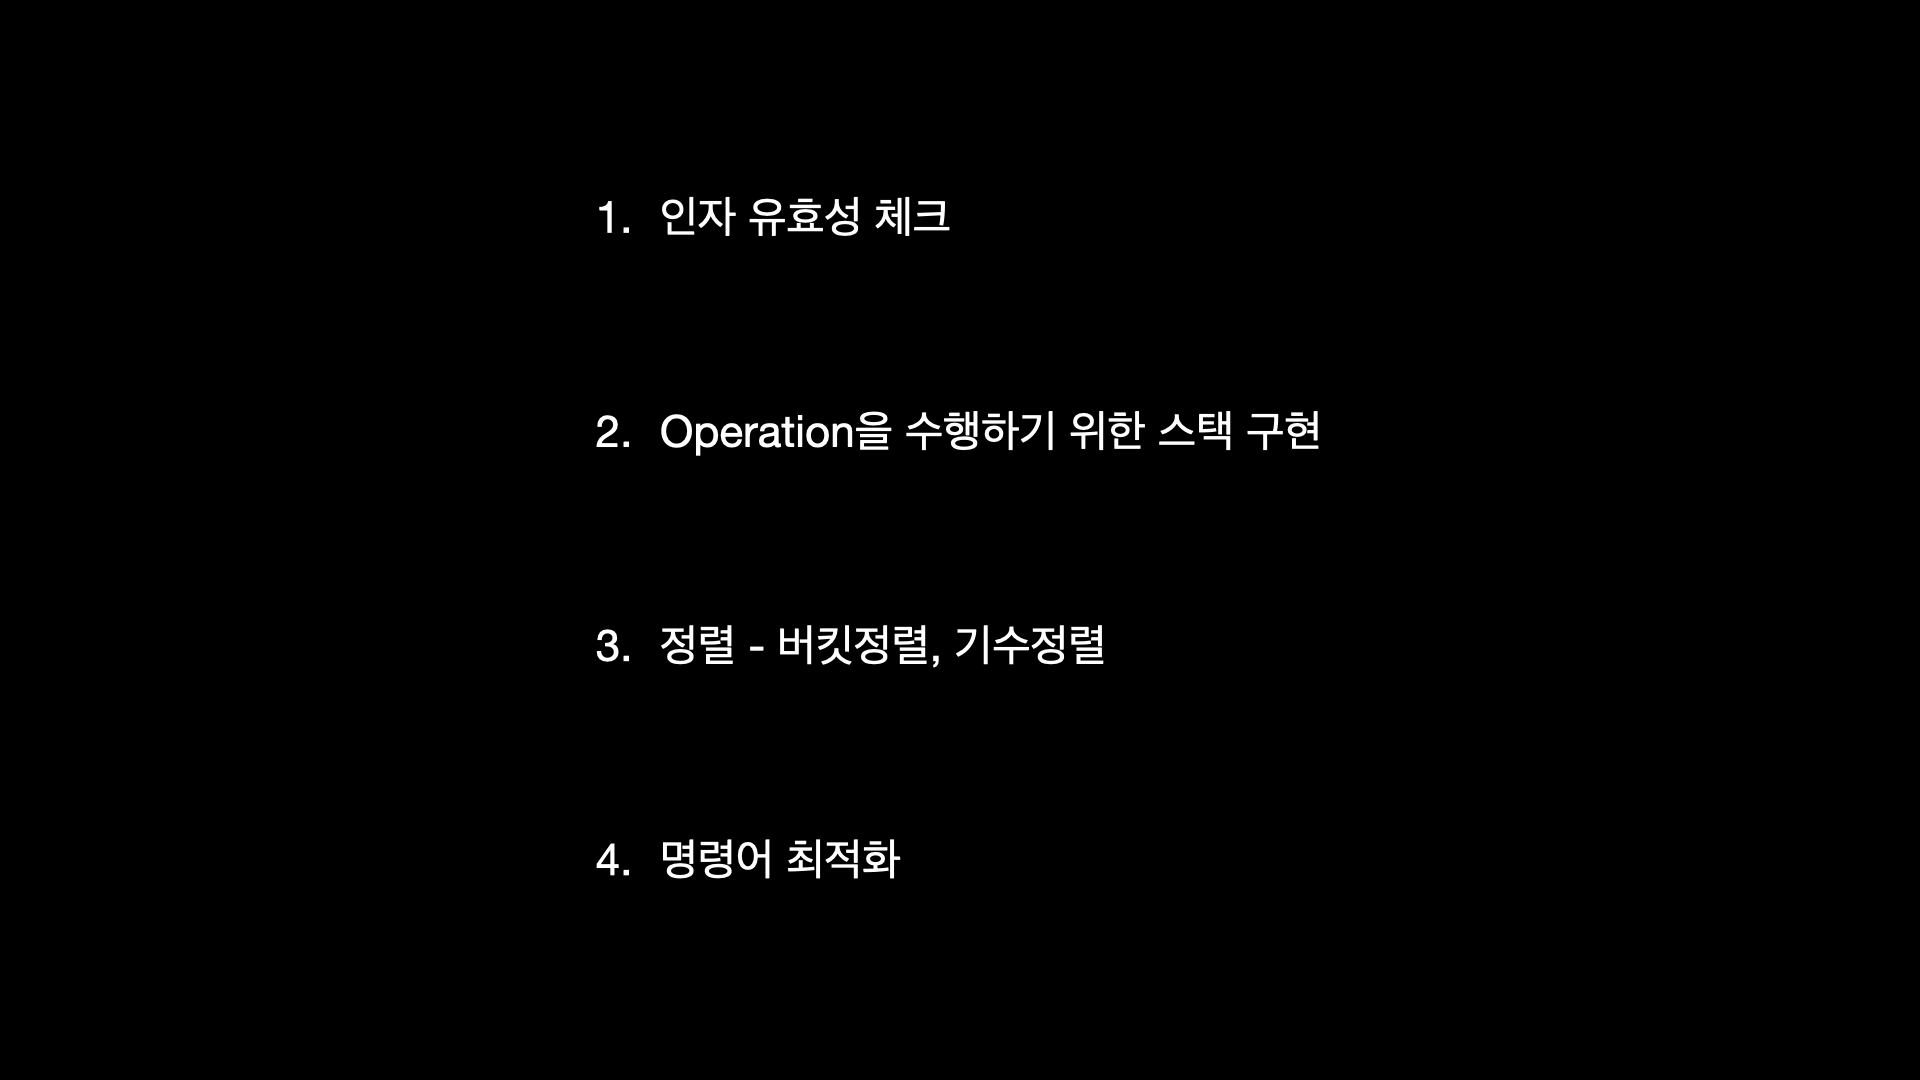 1. 인자 유효성 체크
2. Operation을 수행하기 위한 스택 구현
3. 정렬 - 버킷정렬, 기수정렬
4. 명령어 최적화